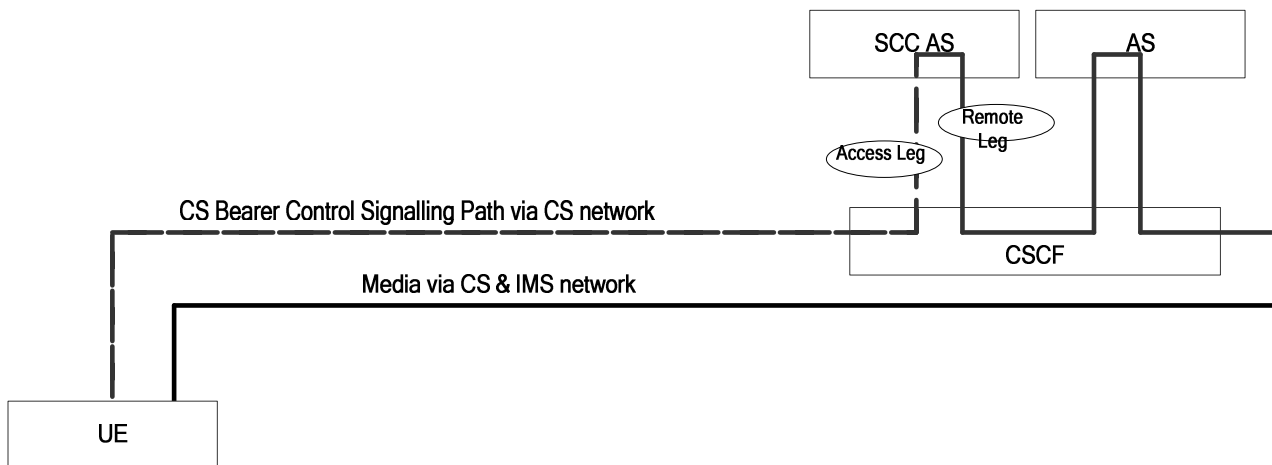 SCC AS
AS
Remote
Leg
Access Leg
CS Bearer Control Signalling Path via CS network
CSCF
Media via CS & IMS network
UE